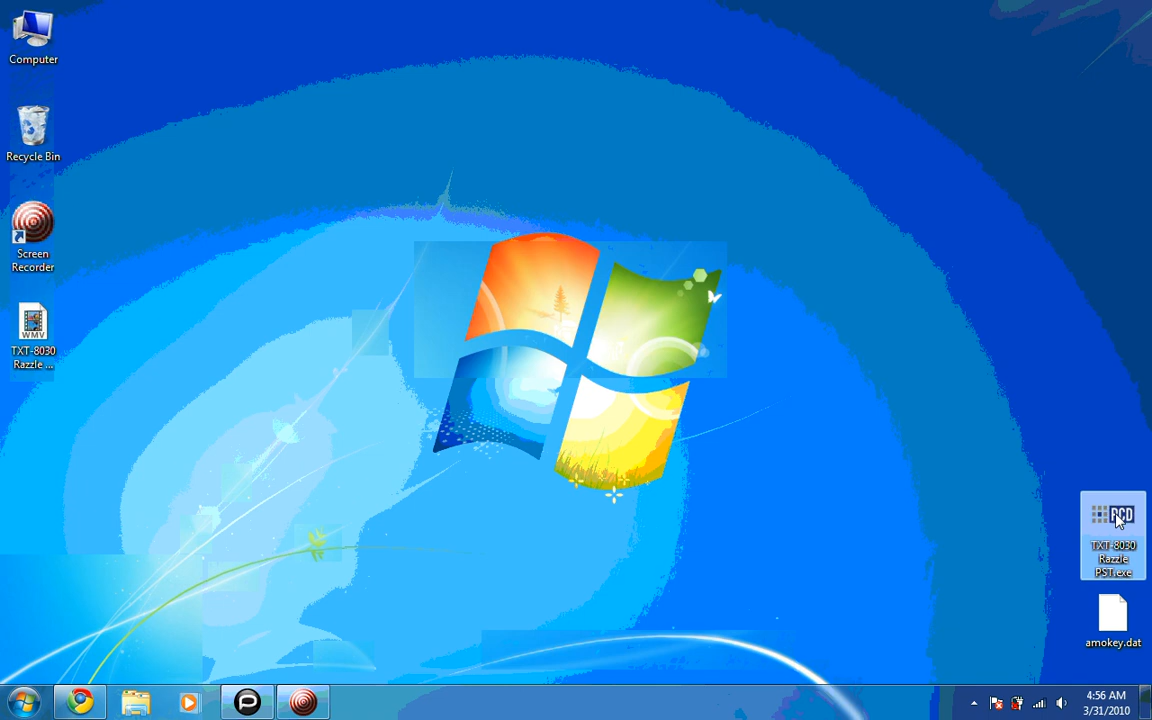 Computer
Recycle Bin
Screen
Recorder
WMV
TXT-8030
Razzle ...
PCD
TXT-8030
Razzle
PST.exe
amokey.dat
4:56 AM
3/31/2010